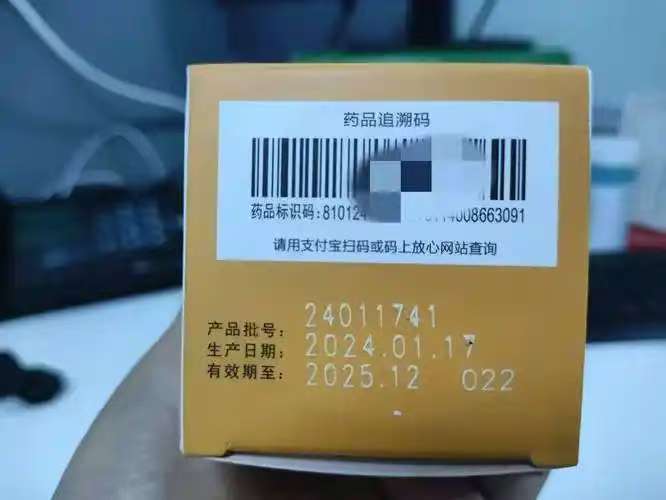 药品追溯码
药品标识码:81012 4008663091
请用支付宝扫码或码上放心网站查询
产品批号: 24011741
生产日期: 2024.01.17
有效期至: 2025.12 022